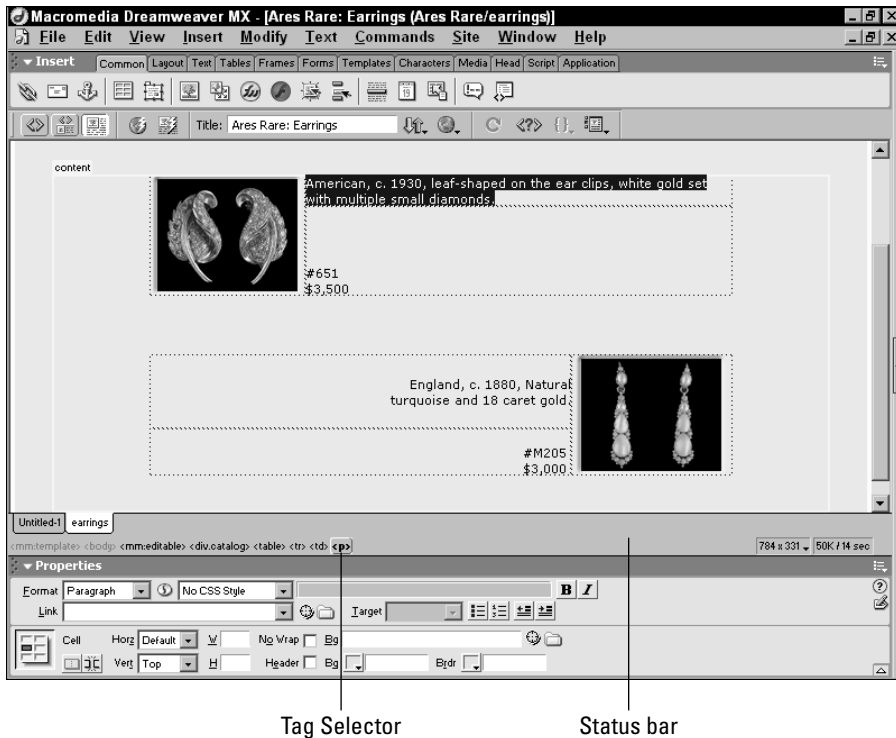 Macromedia Dreamweaver MX - [Ares Rare: Earrings (Ares Rare/earrings)]
File Edit View Insert Modify Text Commands Site Window Help
Insert Common Layout Text Tables Frames Forms Templates Characters Media Head Script Application
Title: Ares Rare: Earrings
content
American, c. 1930, leaf-shaped on the ear clips, white gold set
with multiple small diamonds.
#651
$3,500
England, c. 1880, Natural
turquoise and 18 caret gold.
#M205
$3,000
Untitled-1 earrings
<mm:template> <body> <mm:editable> <div.catalog> <table> <tr> <td> <p> 784 x 331 50K / 14 sec
Properties
Format Paragraph No CSS Style B I
Link Target
Cell Horz Default W No Wrap Bg
Vert Top H Header Bg Brdr
Tag Selector Status bar